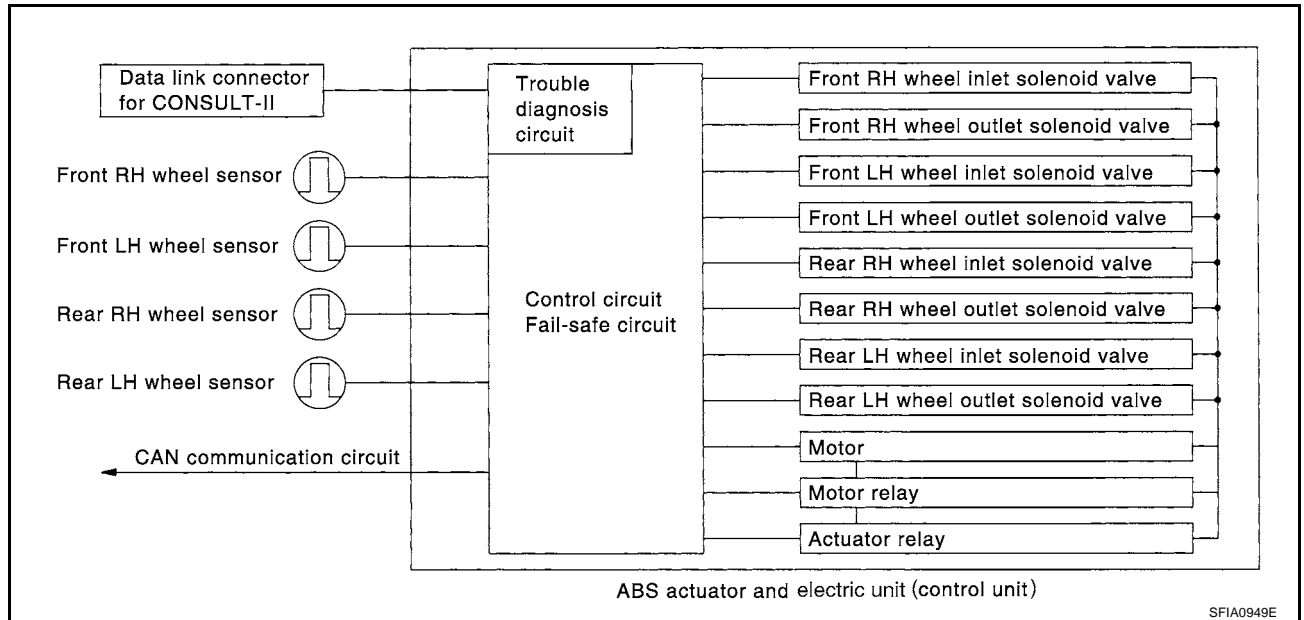 Data link connector
for CONSULT-II
Front RH wheel sensor
Front LH wheel sensor
Rear RH wheel sensor
Rear LH wheel sensor
CAN communication circuit
Trouble
diagnosis
circuit
Control circuit
Fail-safe circuit
Front RH wheel inlet solenoid valve
Front RH wheel outlet solenoid valve
Front LH wheel inlet solenoid valve
Front LH wheel outlet solenoid valve
Rear RH wheel inlet solenoid valve
Rear RH wheel outlet solenoid valve
Rear LH wheel inlet solenoid valve
Rear LH wheel outlet solenoid valve
Motor
Motor relay
Actuator relay
ABS actuator and electric unit (control unit)
SFIA0949E